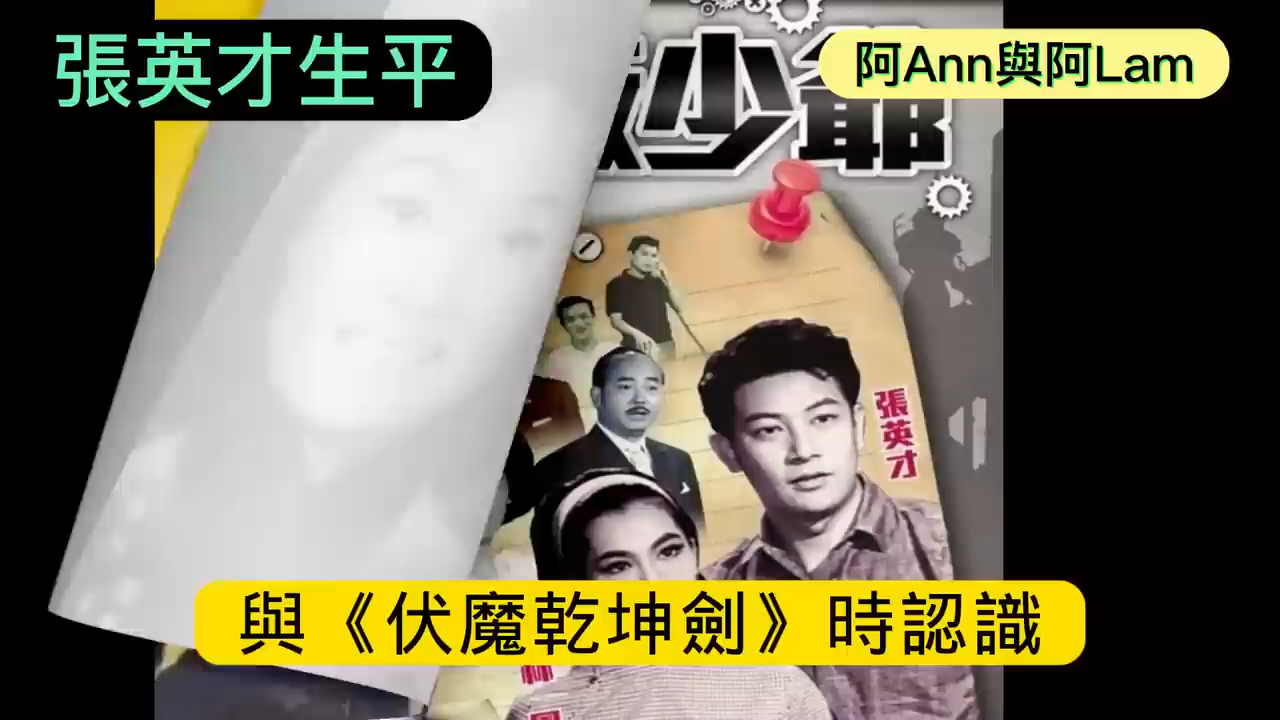 張英才生平
阿Ann與阿Lam
少爺
張英才
與《伏魔乾坤劍》時認識
林